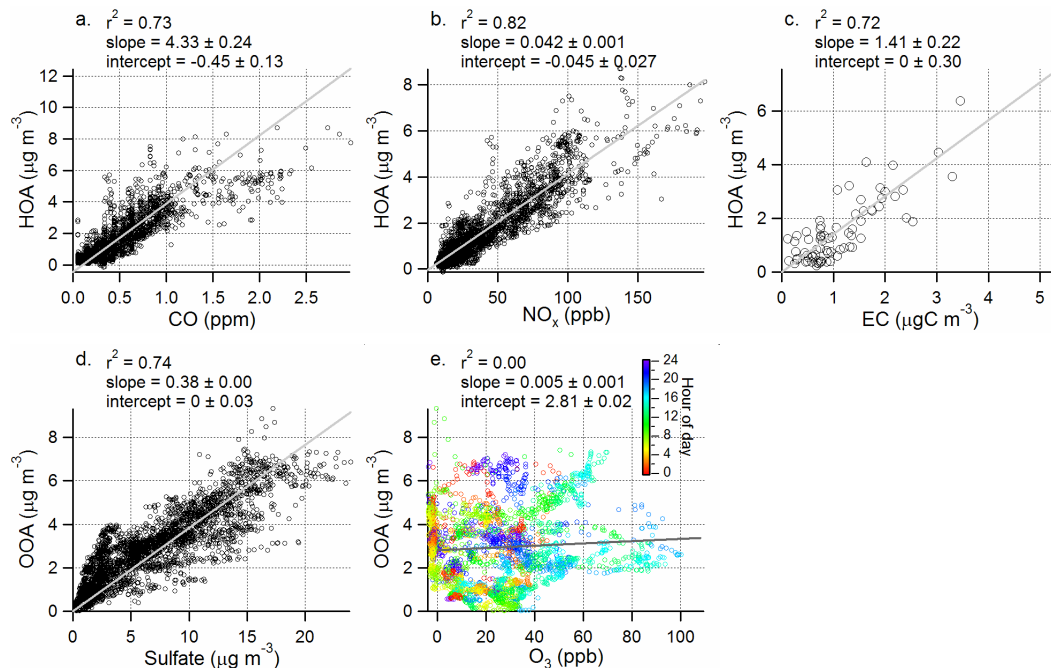 a. r² = 0.73
slope = 4.33 ± 0.24
intercept = -0.45 ± 0.13
12
10
8
6
4
2
0
HOA (µg m⁻³)
0.0 0.5 1.0 1.5 2.0 2.5
CO (ppm)
b. r² = 0.82
slope = 0.042 ± 0.001
intercept = -0.045 ± 0.027
8
6
4
2
0
HOA (µg m⁻³)
0 50 100 150
NOₓ (ppb)
c. r² = 0.72
slope = 1.41 ± 0.22
intercept = 0 ± 0.30
6
4
2
0
HOA (µg m⁻³)
0 1 2 3 4 5
EC (µgC m⁻³)
d. r² = 0.74
slope = 0.38 ± 0.00
intercept = 0 ± 0.03
8
6
4
2
0
OOA (µg m⁻³)
0 5 10 15 20
Sulfate (µg m⁻³)
e. r² = 0.00
slope = 0.005 ± 0.001
intercept = 2.81 ± 0.02
8
6
4
2
0
OOA (µg m⁻³)
0 20 40 60 80 100
O₃ (ppb)
24
20
16
12
8
4
0
Hour of day